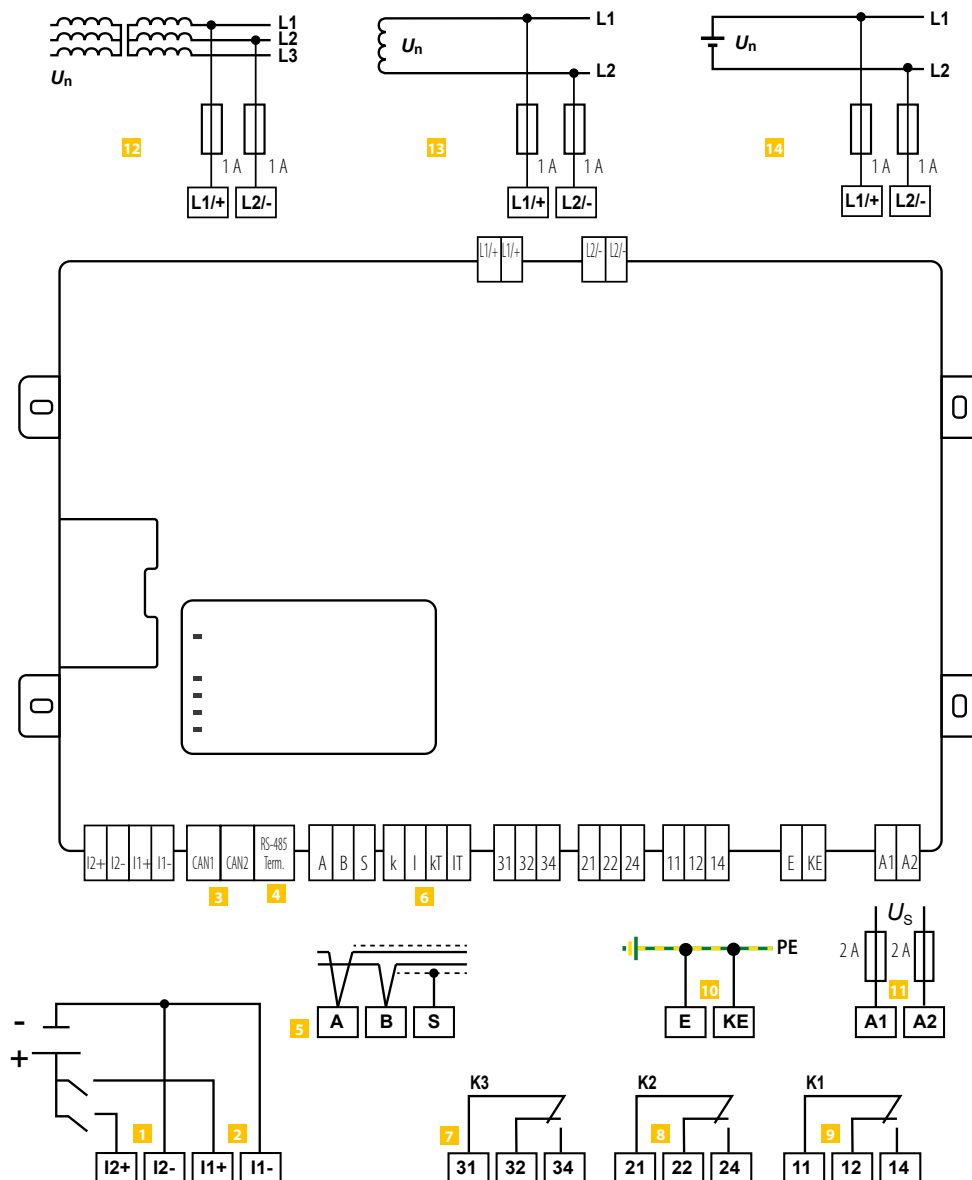 L1
L2
L3
Un
12
1 A
1 A
L1/+
L2/-
L1
Un
L2
13
1 A
1 A
L1/+
L2/-
L1
Un
L2
14
1 A
1 A
L1/+
L2/-
L1/+ L1/+ L2/- L2/-
I2+ I2- I1+ I1- CAN1 CAN2 RS-485 Term. A B S k l kT lT 31 32 34 21 22 24 11 12 14 E KE A1 A2
3
4
6
5
A B S
PE
10
E KE
US
2 A 2 A
11
A1 A2
-
+
1
2
I2+ I2- I1+ I1-
K3
7
31 32 34
K2
8
21 22 24
K1
9
11 12 14